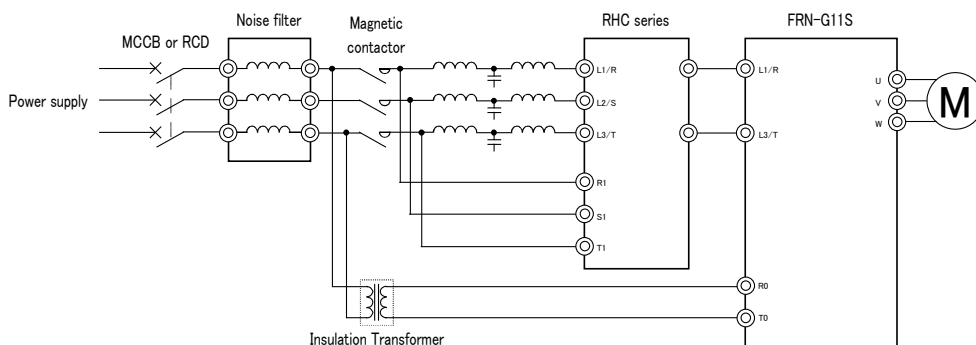 Noise filter
Magnetic
contactor
RHC series
FRN-G11S
MCCB or RCD
Power supply
L1/R
L2/S
L3/T
R1
S1
T1
L1/R
L3/T
U
V
W
M
R0
T0
Insulation Transformer